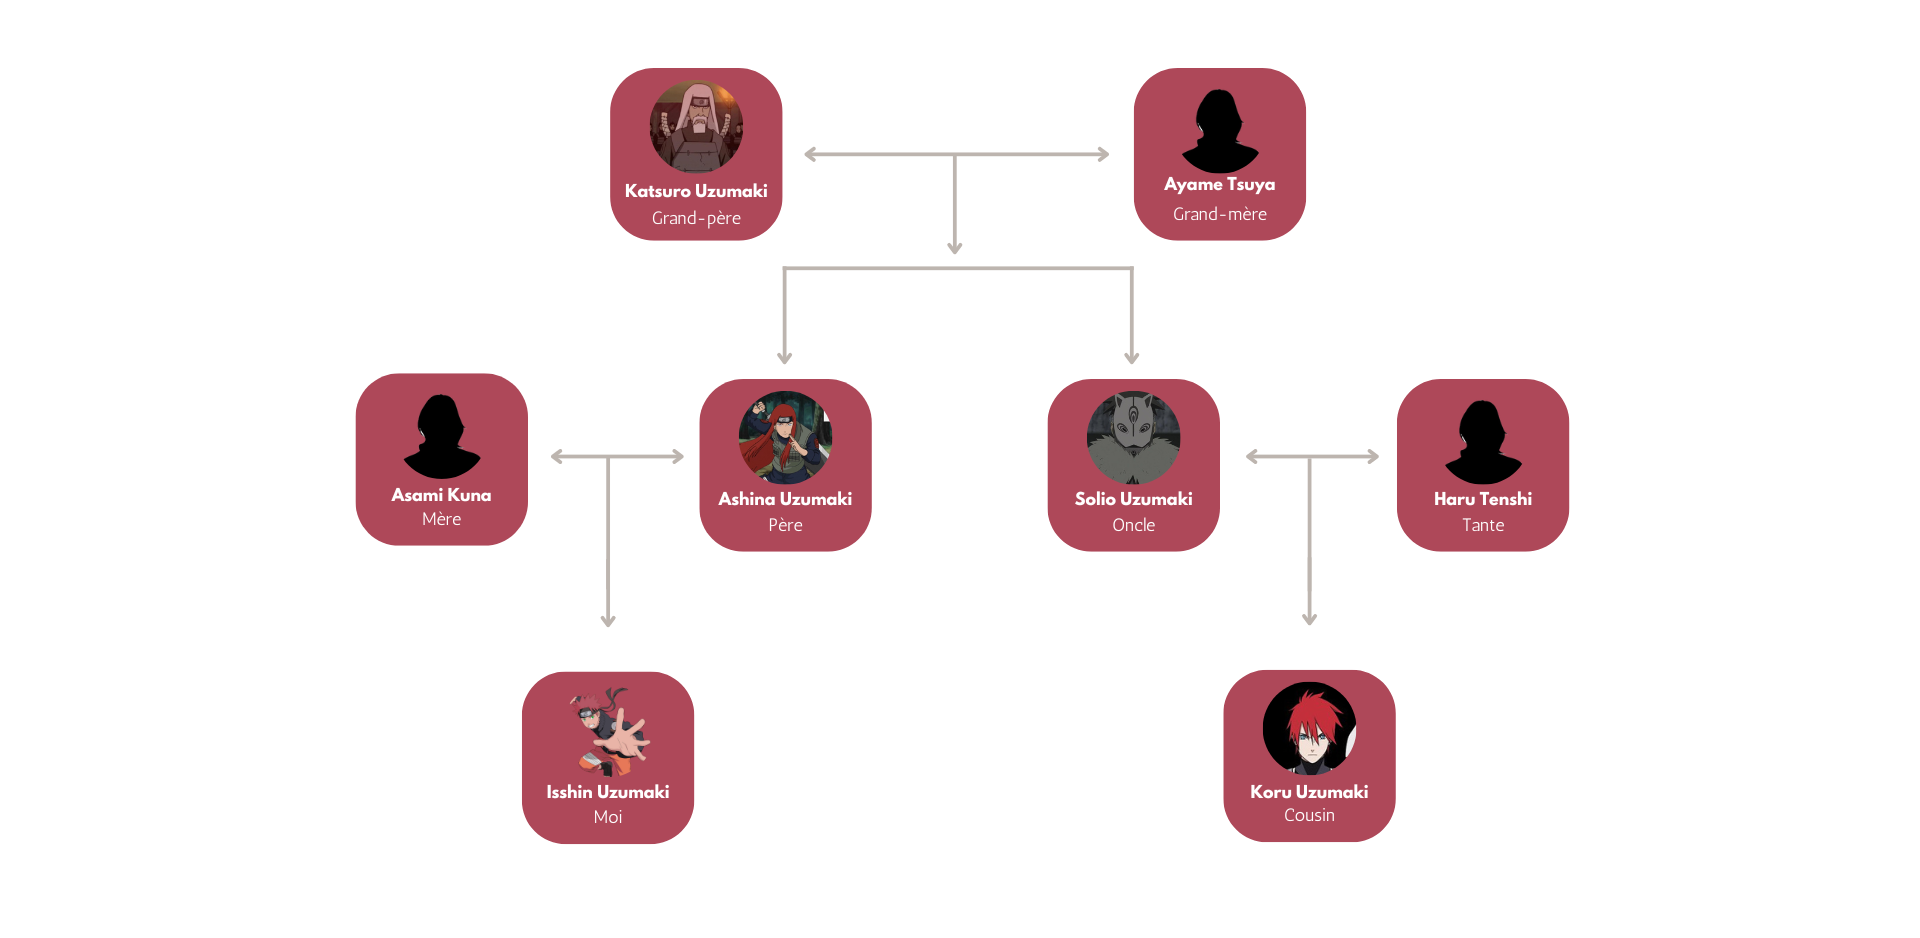 Katsuro Uzumaki
Grand-père
Ayame Tsuya
Grand-mère
Asami Kuna
Mère
Ashina Uzumaki
Père
Solio Uzumaki
Oncle
Haru Tenshi
Tante
Isshin Uzumaki
Moi
Koru Uzumaki
Cousin